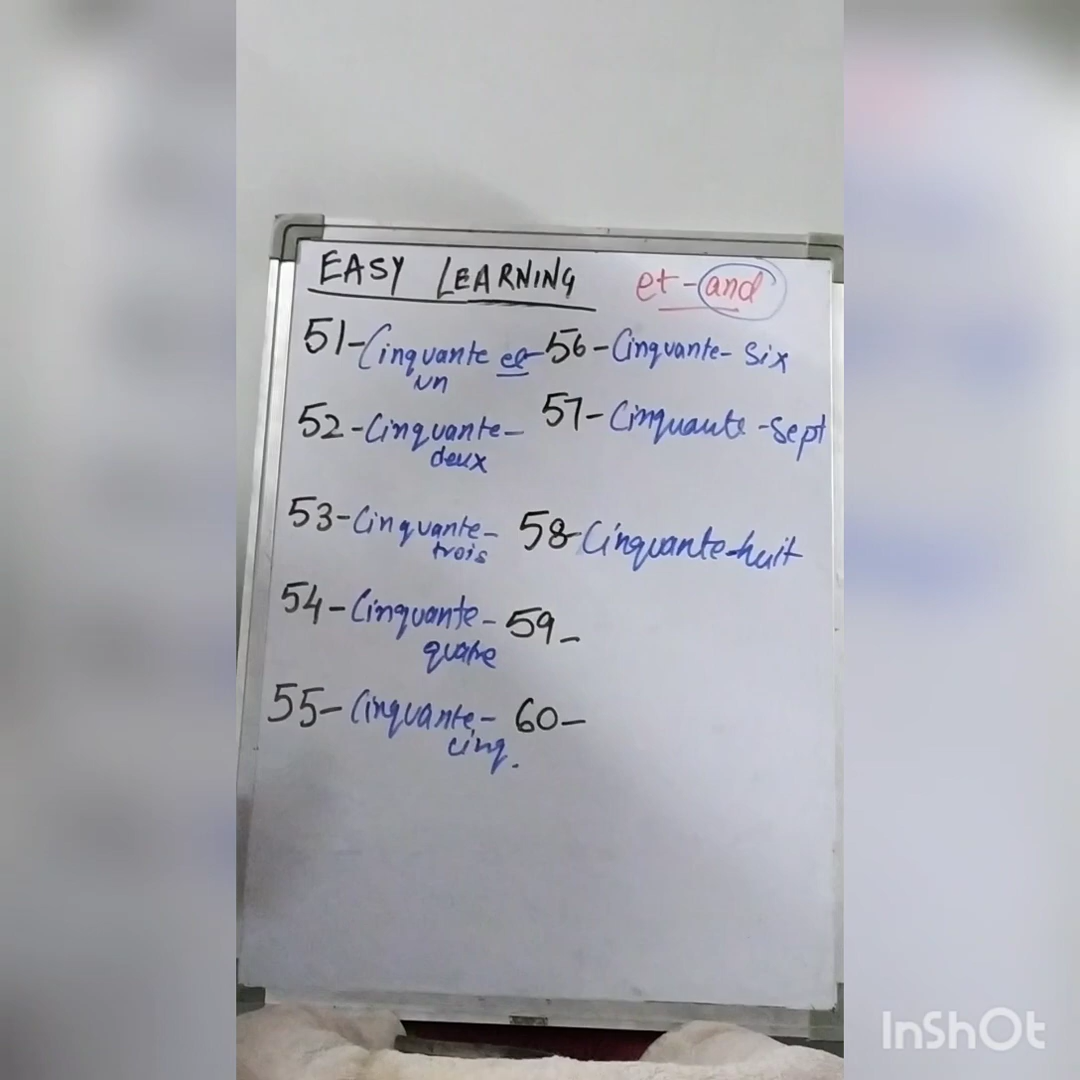 EASY LEARNING et - and
51 - Cinquante et un
56 - Cinquante - Six
52 - Cinquante - deux
57 - Cinquante - Sept
53 - Cinquante - trois
58 - Cinquante - huit
54 - Cinquante - quatre
59 -
55 - Cinquante - cinq.
60 -
InShOt